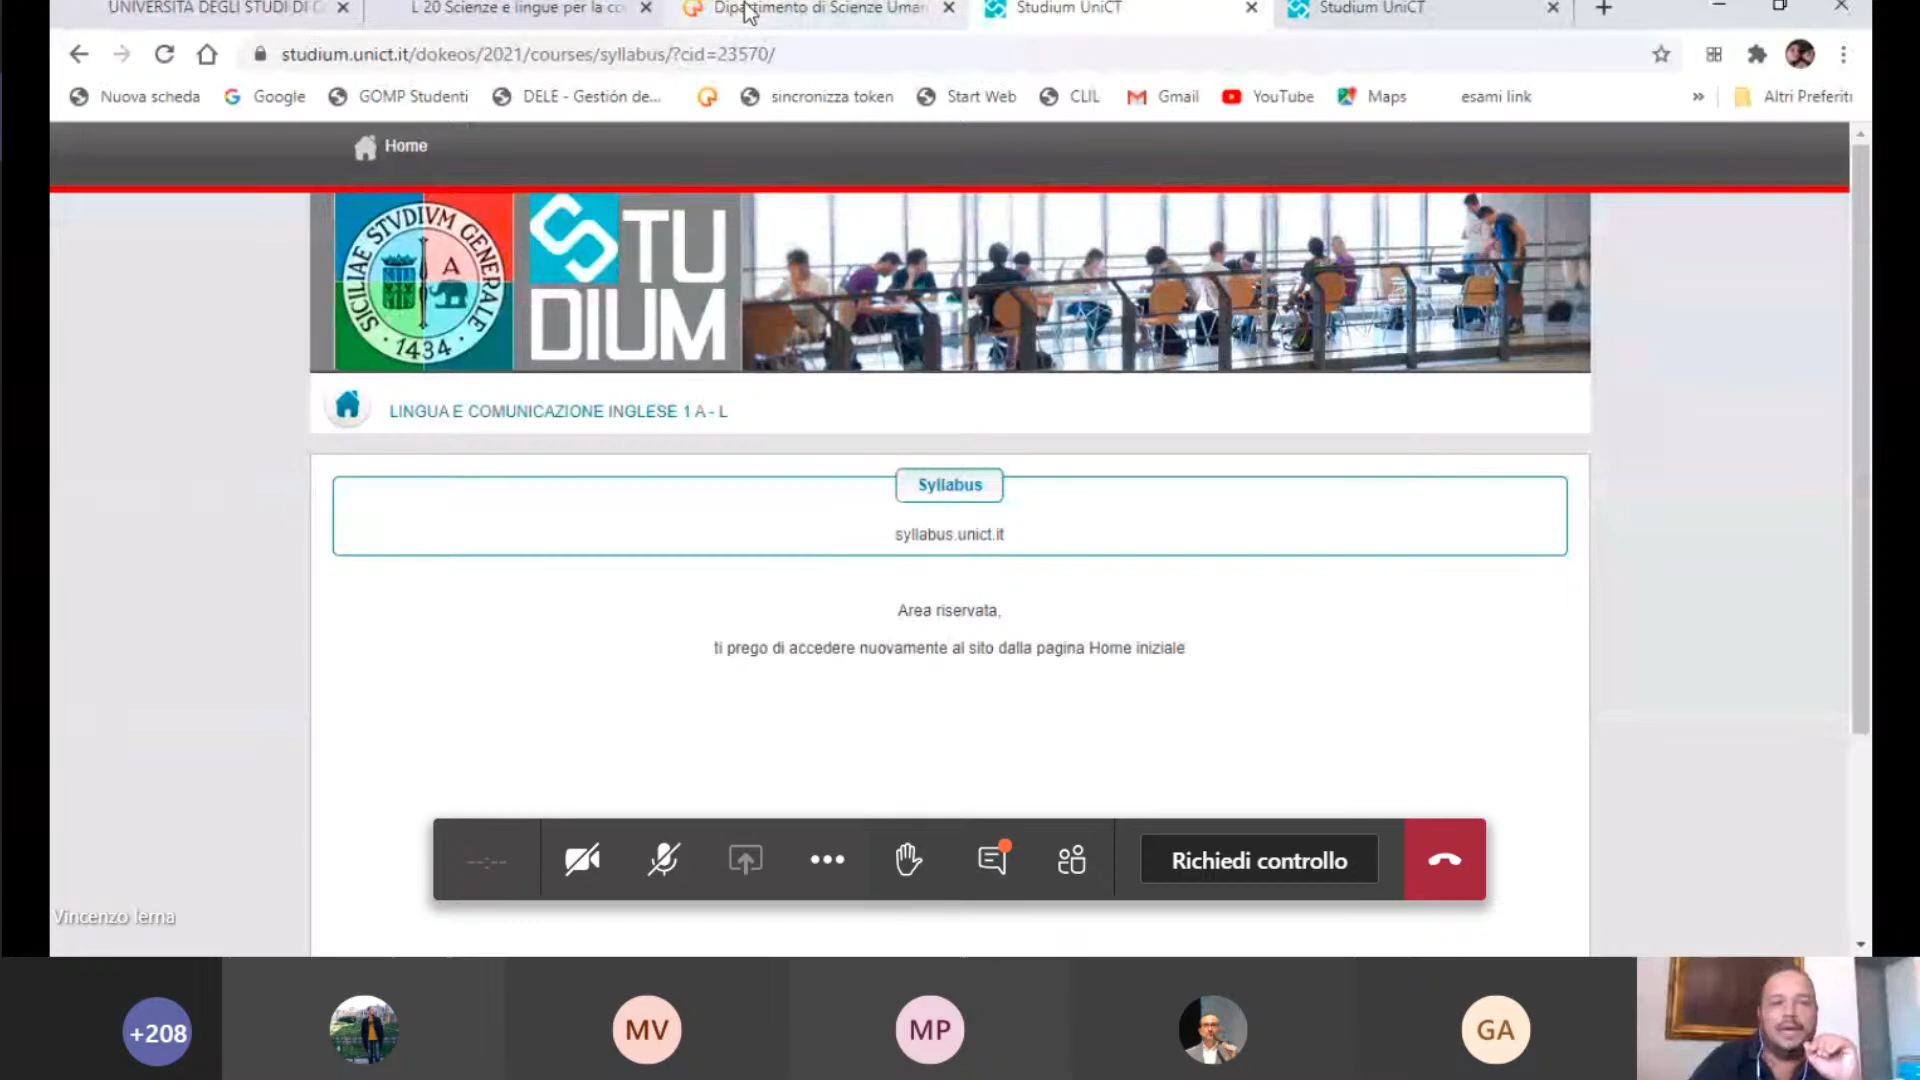 UNIVERSITÀ DEGLI STUDI DI C
L 20 Scienze e lingue per la co
Dipartimento di Scienze Uman
Studium UniCT
Studium UniCT
studium.unict.it/dokeos/2021/courses/syllabus/?cid=23570/
Nuova scheda
Google
GOMP Studenti
DELE - Gestión de...
sincronizza token
Start Web
CLIL
Gmail
YouTube
Maps
esami link
»
Altri Preferiti
Home
SICILIAE STVDIVM GENERALE
A
· 1434 ·
STUDIUM
LINGUA E COMUNICAZIONE INGLESE 1 A - L
Syllabus
syllabus.unict.it
Area riservata,
ti prego di accedere nuovamente al sito dalla pagina Home iniziale
--:--
Richiedi controllo
Vincenzo Ierna
+208
MV
MP
GA